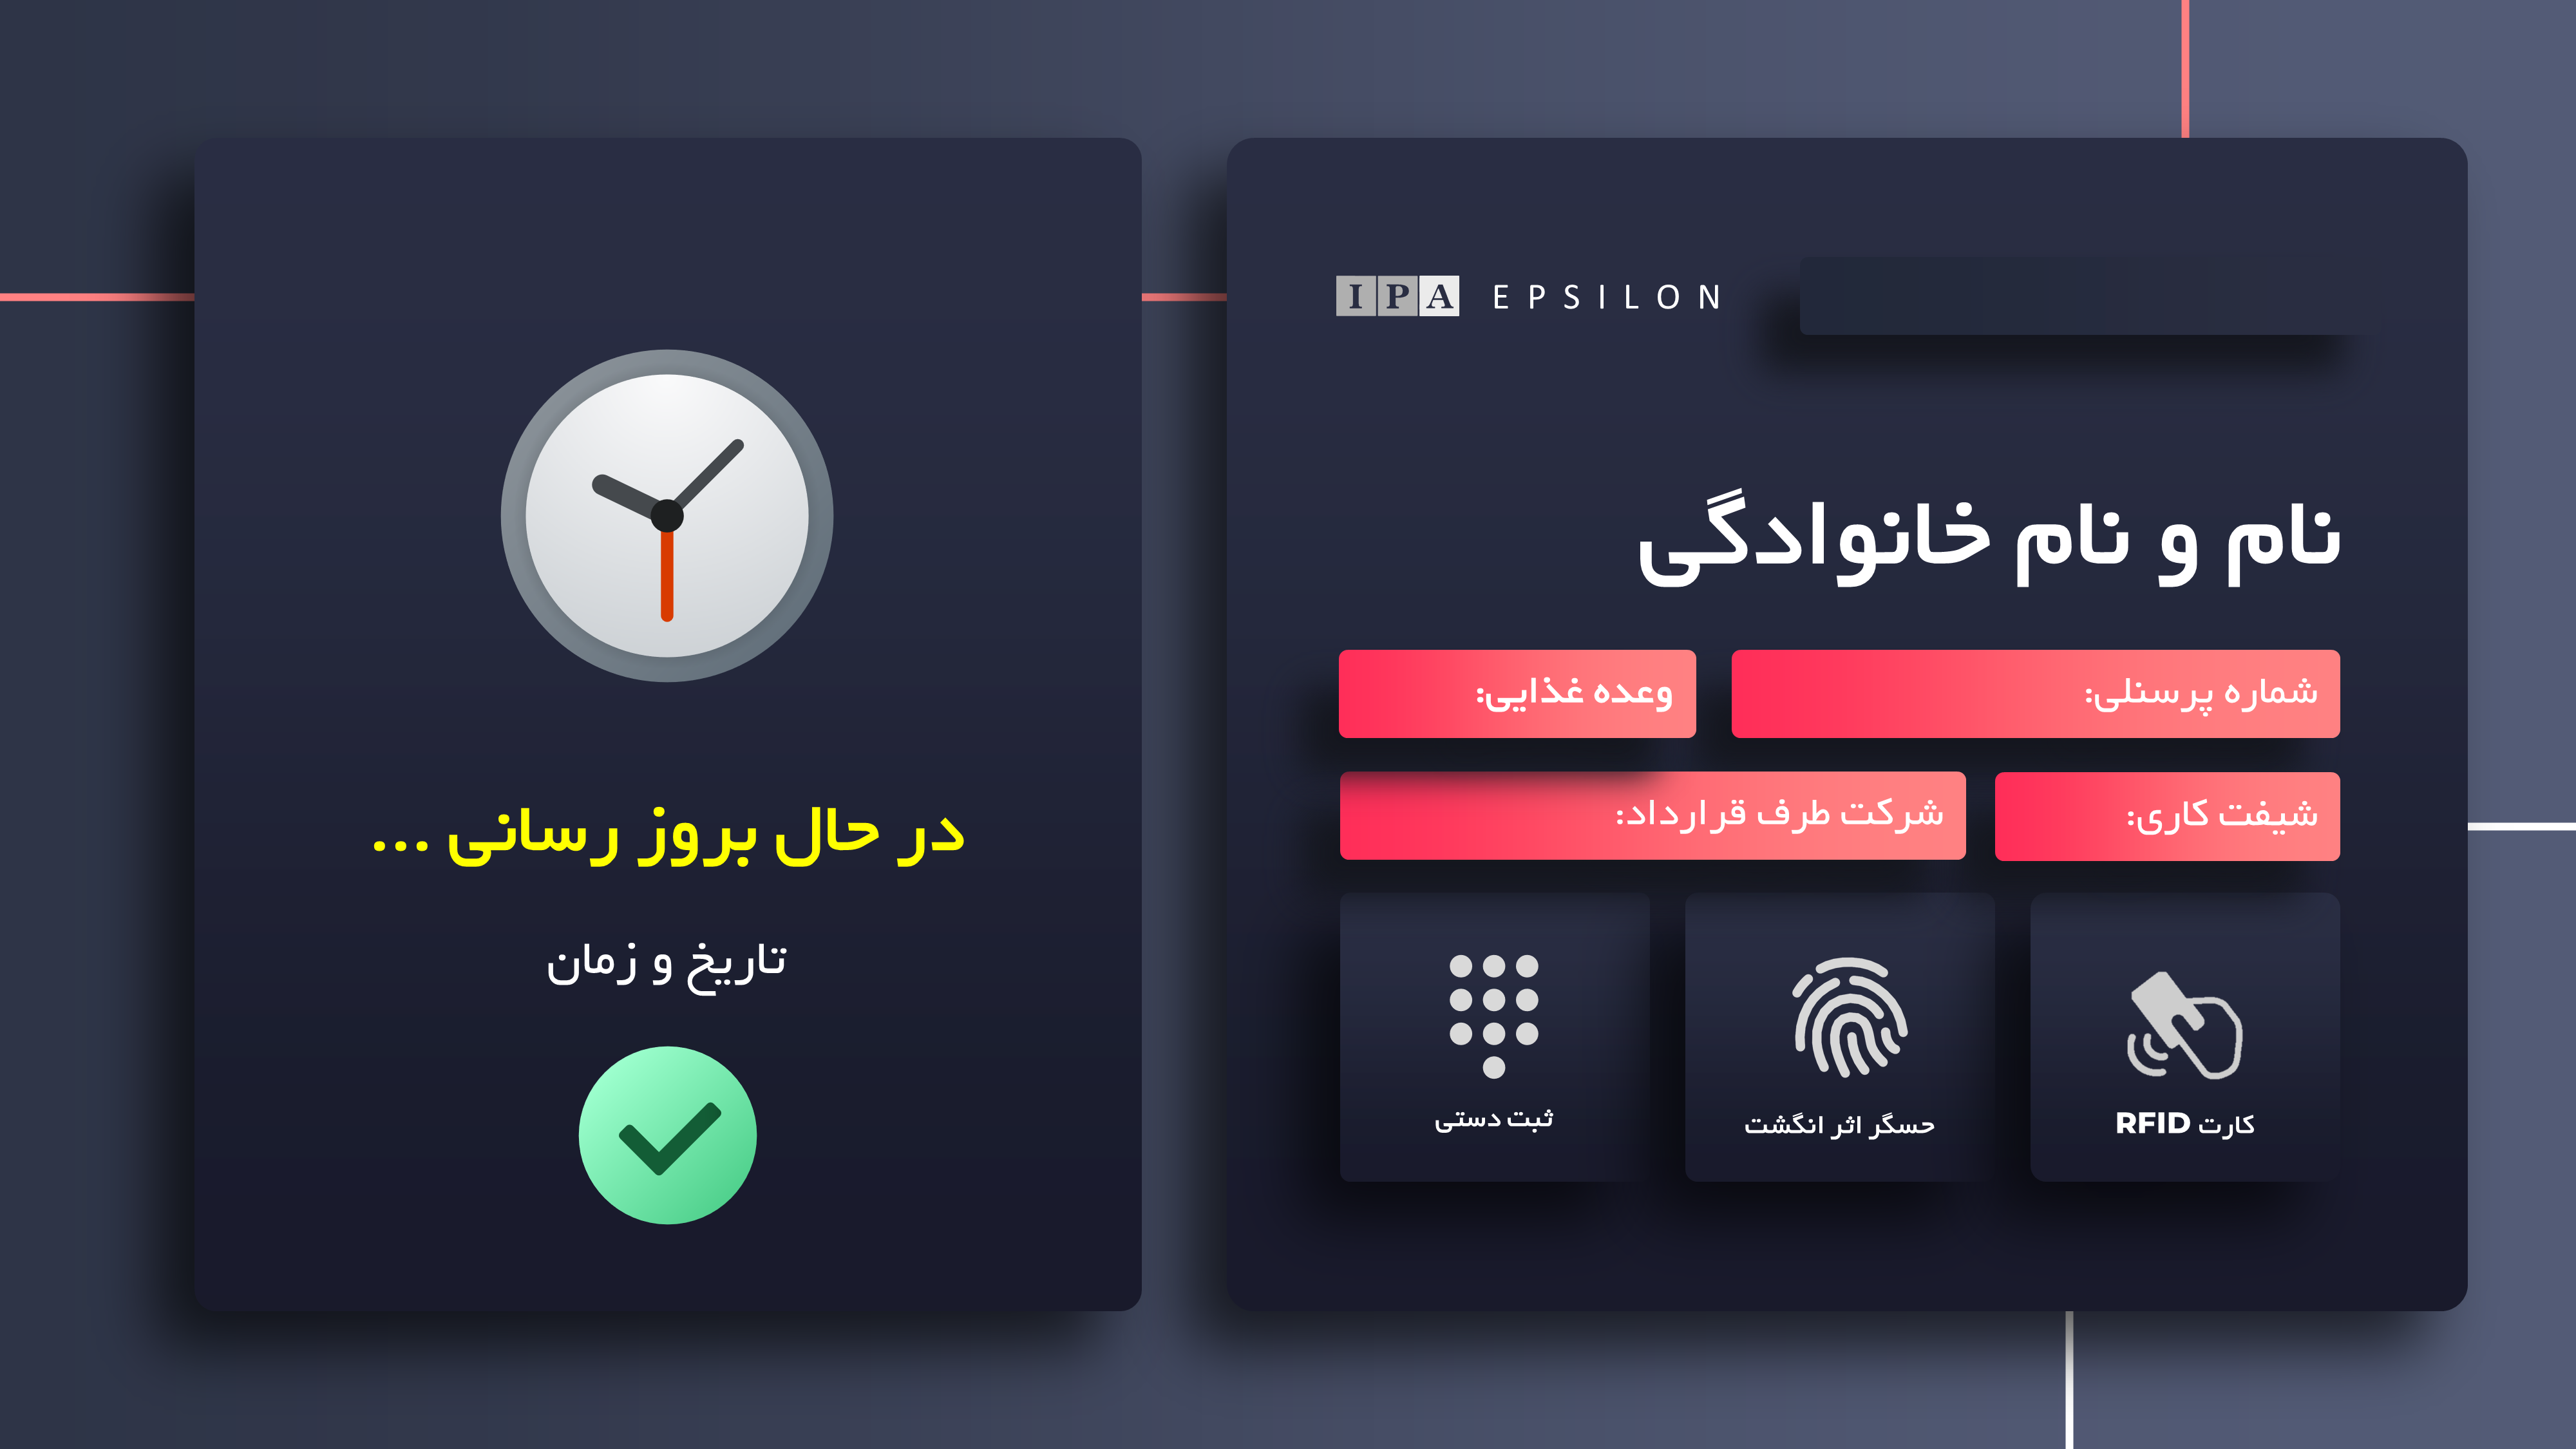 IPA EPSILON
نام و نام خانوادگی
شماره پرسنلی:
وعده غذایی:
شیفت کاری:
شرکت طرف قرارداد:
کارت RFID
حسگر اثر انگشت
ثبت دستی
در حال بروز رسانی ...
تاریخ و زمان